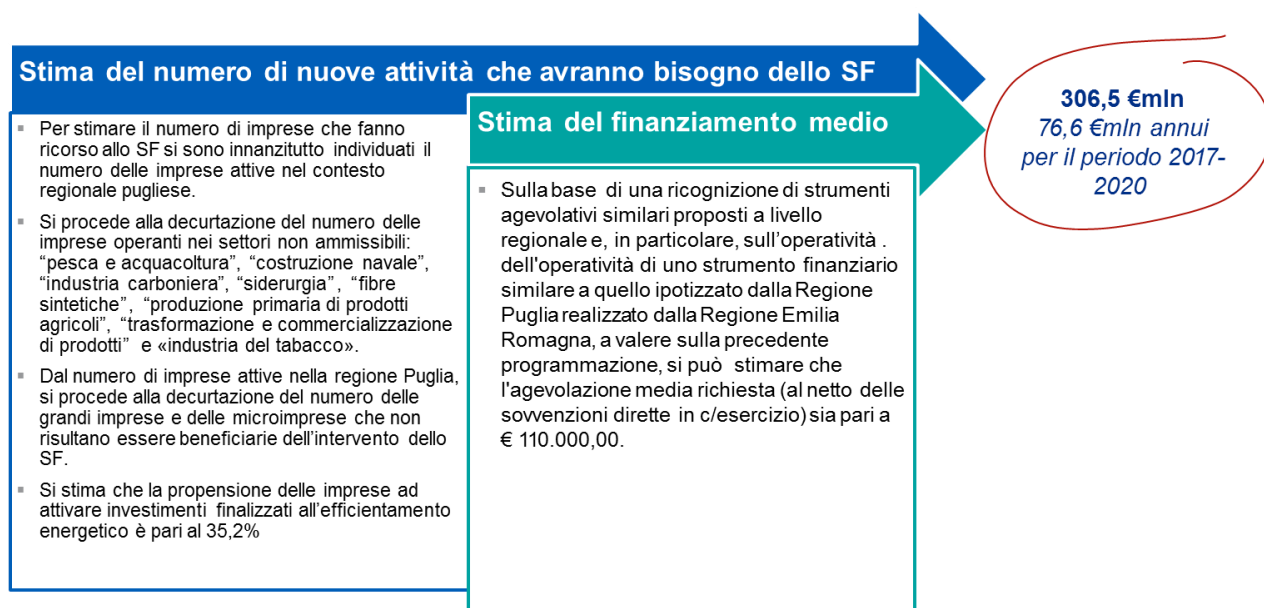 Stima del numero di nuove attività che avranno bisogno dello SF
▪ Per stimare il numero di imprese che fanno
ricorso allo SF si sono innanzitutto individuati il
numero delle imprese attive nel contesto
regionale pugliese.
▪ Si procede alla decurtazione del numero delle
imprese operanti nei settori non ammissibili:
“pesca e acquacoltura”, “costruzione navale”,
“industria carboniera”, “siderurgia”, “fibre
sintetiche”, “produzione primaria di prodotti
agricoli”, “trasformazione e commercializzazione
di prodotti” e «industria del tabacco».
▪ Dal numero di imprese attive nella regione Puglia,
si procede alla decurtazione del numero delle
grandi imprese e delle microimprese che non
risultano essere beneficiarie dell’intervento dello
SF.
▪ Si stima che la propensione delle imprese ad
attivare investimenti finalizzati all’efficientamento
energetico è pari al 35,2%
Stima del finanziamento medio
▪ Sulla base di una ricognizione di strumenti
agevolativi similari proposti a livello
regionale e, in particolare, sull’operatività .
dell'operatività di uno strumento finanziario
similare a quello ipotizzato dalla Regione
Puglia realizzato dalla Regione Emilia
Romagna, a valere sulla precedente
programmazione, si può stimare che
l'agevolazione media richiesta (al netto delle
sovvenzioni dirette in c/esercizio) sia pari a
€ 110.000,00.
306,5 €mln
76,6 €mln annui
per il periodo 2017-
2020